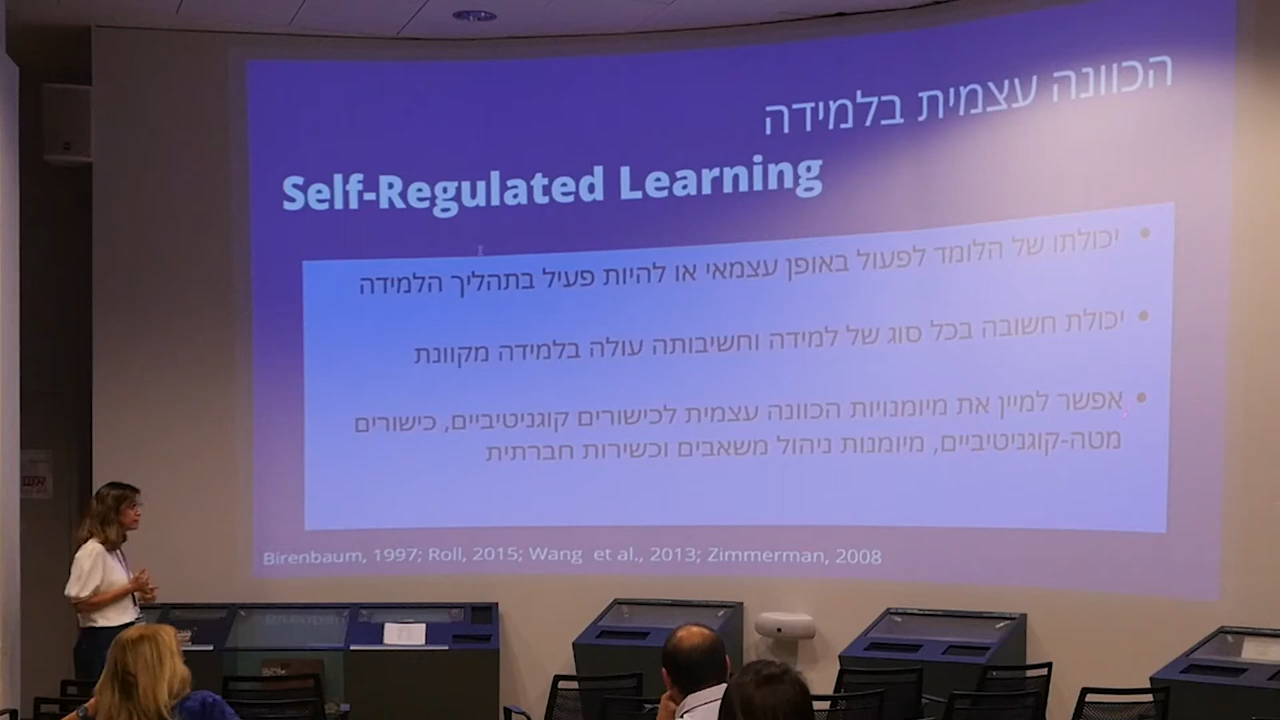 הכוונה עצמית בלמידה
Self-Regulated Learning
• יכולתו של הלומד לפעול באופן עצמאי או להיות פעיל בתהליך הלמידה
• יכולת חשובה בכל סוג של למידה וחשיבותה עולה בלמידה מקוונת
• אפשר למיין את מיומנויות הכוונה עצמית לכישורים קוגניטיביים, כישורים
מטה-קוגניטיביים, מיומנות ניהול משאבים וכשירות חברתית
Birenbaum, 1997; Roll, 2015; Wang et al., 2013; Zimmerman, 2008